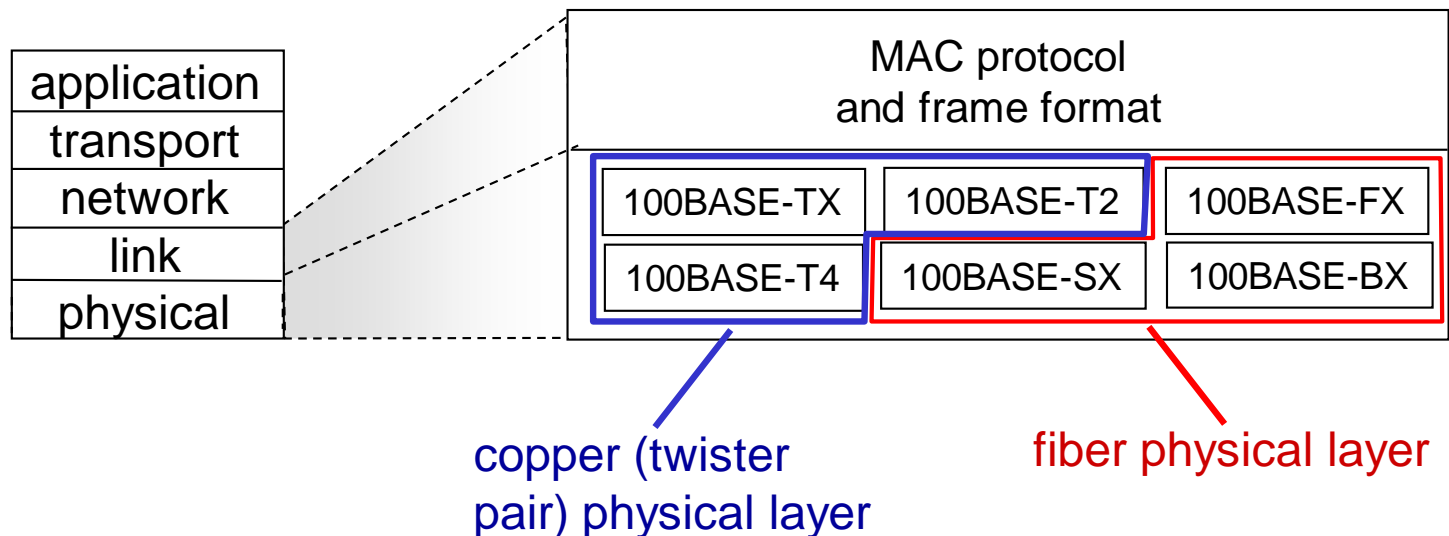 application
transport
network
link
physical
MAC protocol
and frame format
100BASE-TX
100BASE-T2
100BASE-FX
100BASE-T4
100BASE-SX
100BASE-BX
copper (twister
pair) physical layer
fiber physical layer